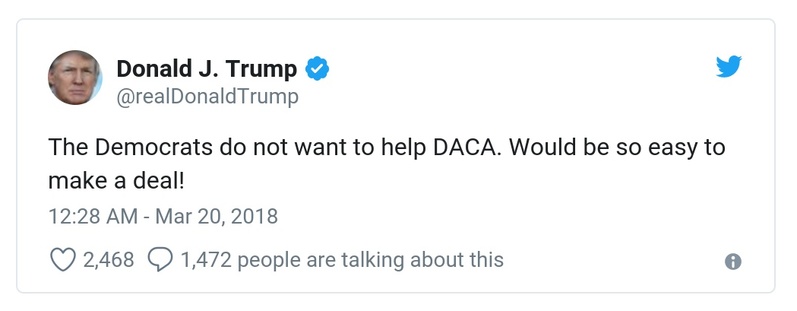 Donald J. Trump
@realDonaldTrump
The Democrats do not want to help DACA. Would be so easy to
make a deal!
12:28 AM - Mar 20, 2018
2,468 1,472 people are talking about this